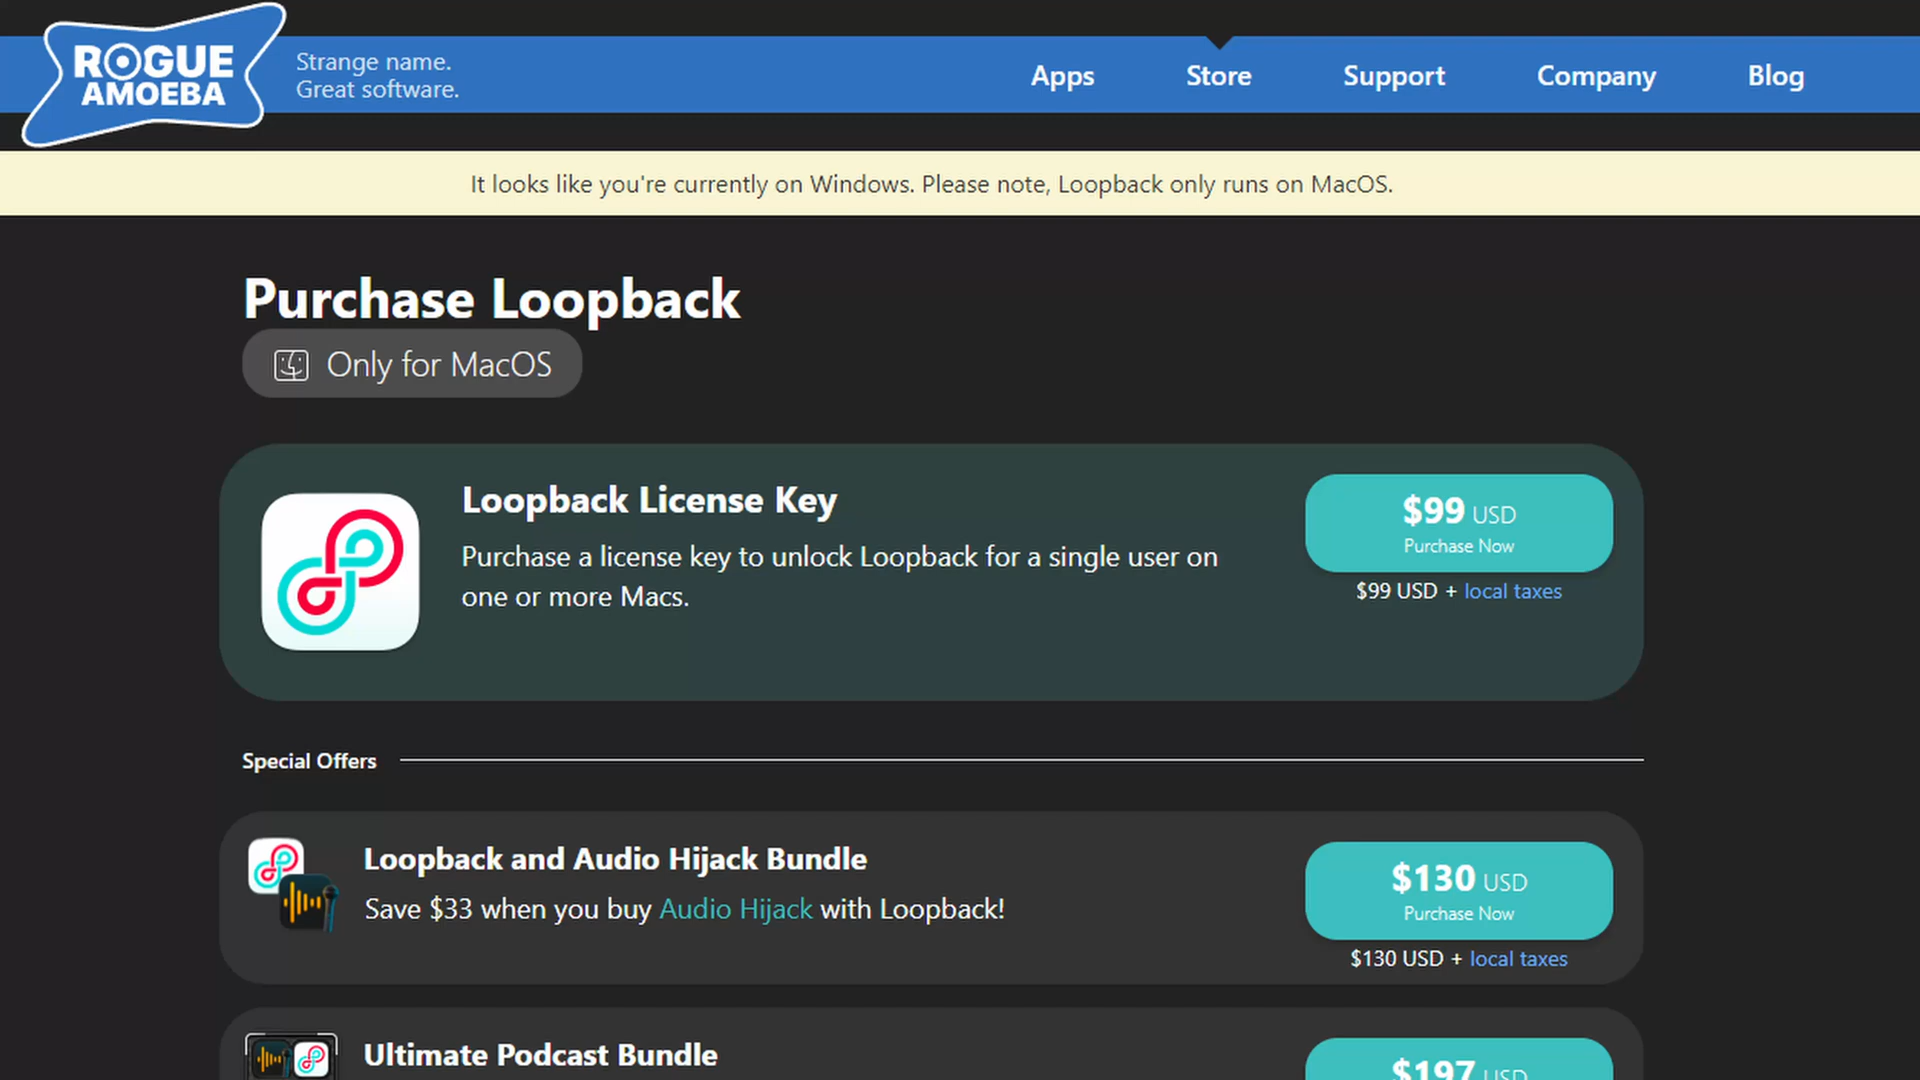 ROGUE
AMOEBA
Strange name.
Great software.
Apps
Store
Support
Company
Blog
It looks like you're currently on Windows. Please note, Loopback only runs on MacOS.
Purchase Loopback
Only for MacOS
Loopback License Key
Purchase a license key to unlock Loopback for a single user on
one or more Macs.
$99 USD
Purchase Now
$99 USD + local taxes
Special Offers
Loopback and Audio Hijack Bundle
Save $33 when you buy Audio Hijack with Loopback!
$130 USD
Purchase Now
$130 USD + local taxes
Ultimate Podcast Bundle
$197 USD